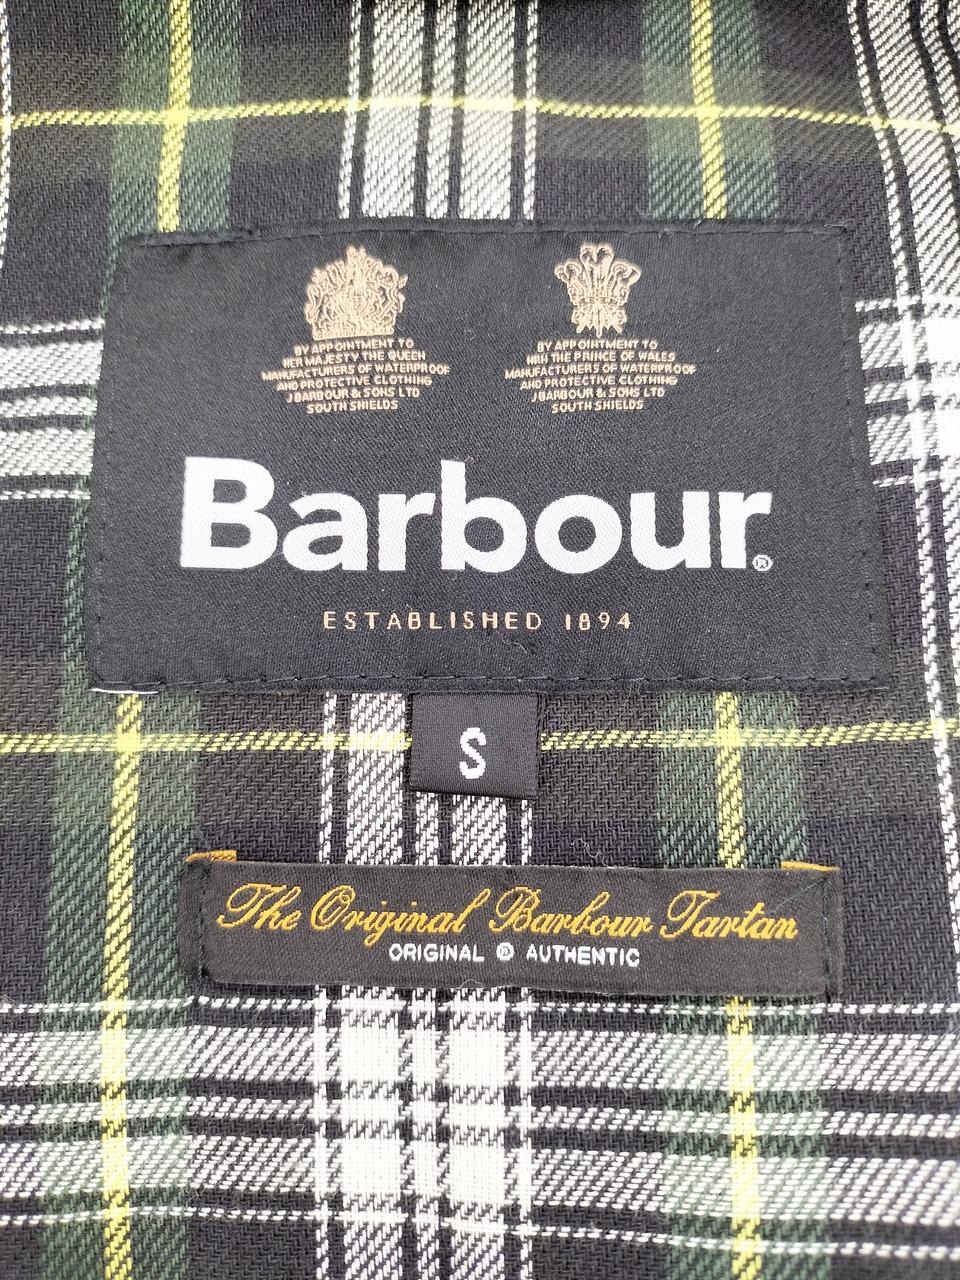 BY APPOINTMENT TO
HER MAJESTY THE QUEEN
MANUFACTURERS OF WATERPROOF
AND PROTECTIVE CLOTHING
J BARBOUR & SONS LTD
SOUTH SHIELDS
BY APPOINTMENT TO
HRH THE PRINCE OF WALES
MANUFACTURERS OF WATERPROOF
AND PROTECTIVE CLOTHING
J BARBOUR & SONS LTD
SOUTH SHIELDS
Barbour®
ESTABLISHED 1894
S
The Original Barbour Tartan
ORIGINAL ® AUTHENTIC